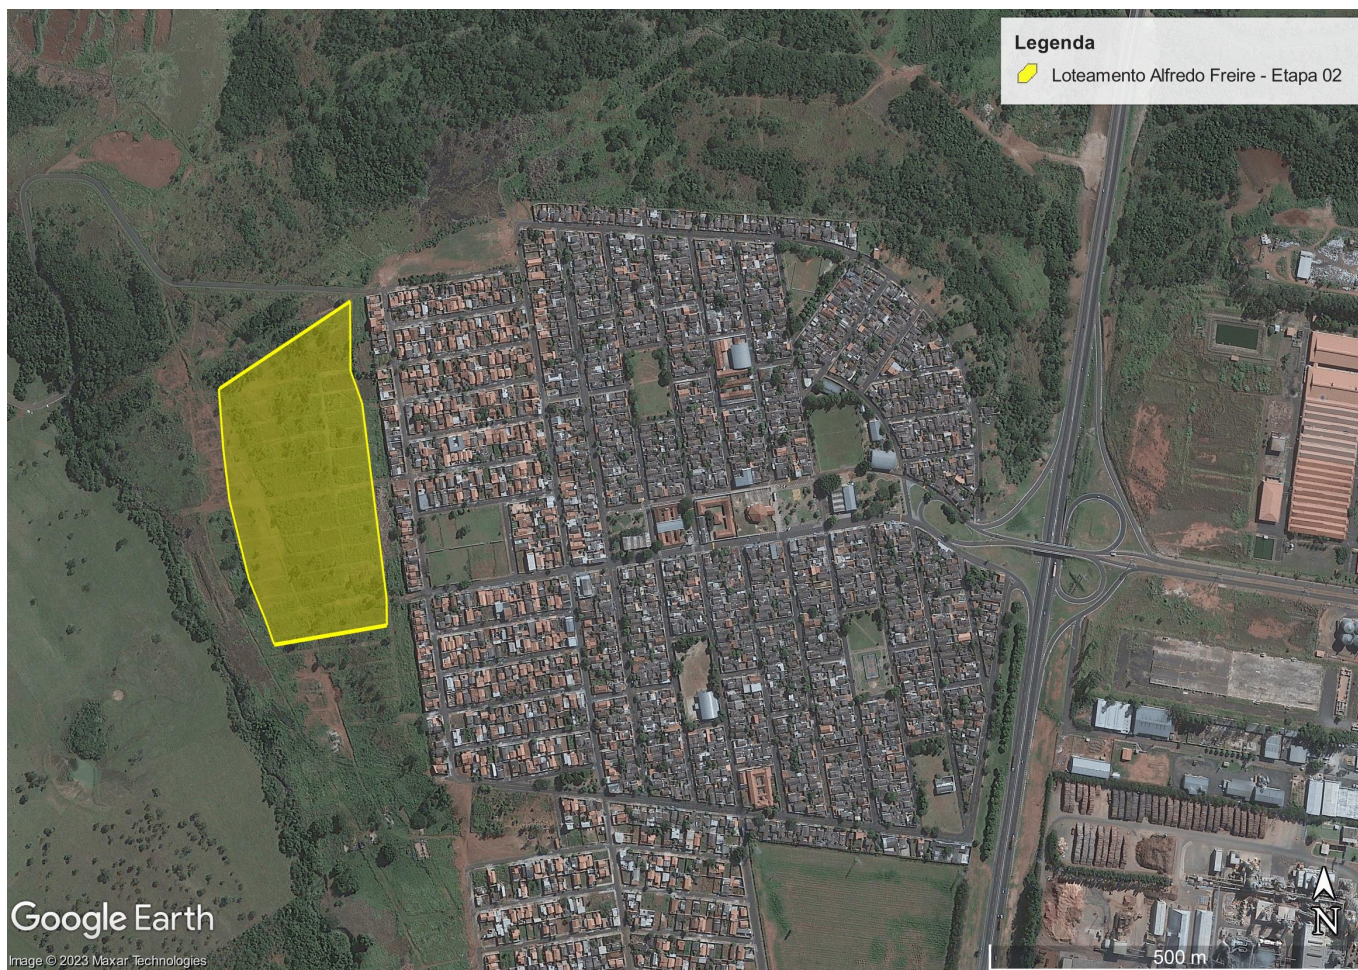 Legenda
Loteamento Alfredo Freire - Etapa 02
Google Earth
N
Image © 2023 Maxar Technologies
500 m